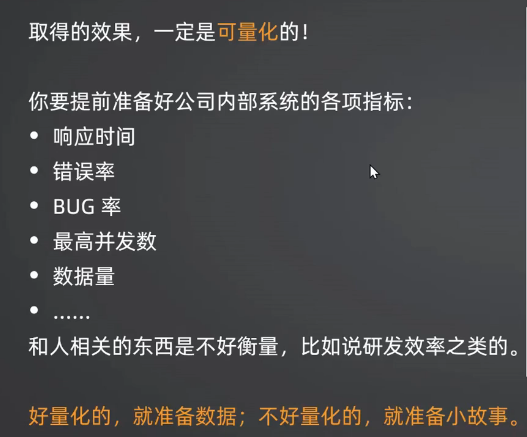 取得的效果，一定是可量化的！
你要提前准备好公司内部系统的各项指标：
• 响应时间
• 错误率
• BUG 率
• 最高并发数
• 数据量
• ……
和人相关的东西是不好衡量，比如说研发效率之类的。
好量化的，就准备数据；不好量化的，就准备小故事。